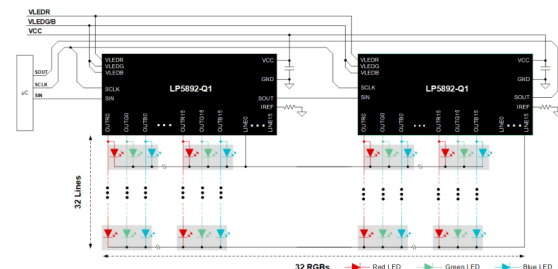 VLEDR
VLEDG/B
VCC
VLEDR
VLEDG
VLEDB
SCLK
SIN
LP5892-Q1
VCC
GND
SOUT
IREF
OUTR0
OUTG0
OUTB0
OUTR15
OUTG15
OUTB15
LINE0
LINE15
VLEDR
VLEDG
VLEDB
SCLK
SIN
LP5892-Q1
VCC
GND
SOUT
IREF
OUTR0
OUTG0
OUTB0
OUTR15
OUTG15
OUTB15
LINE0
LINE15
µC
SOUT
SCLK
SIN
32 Lines
32 RGBs
Red LED
Green LED
Blue LED